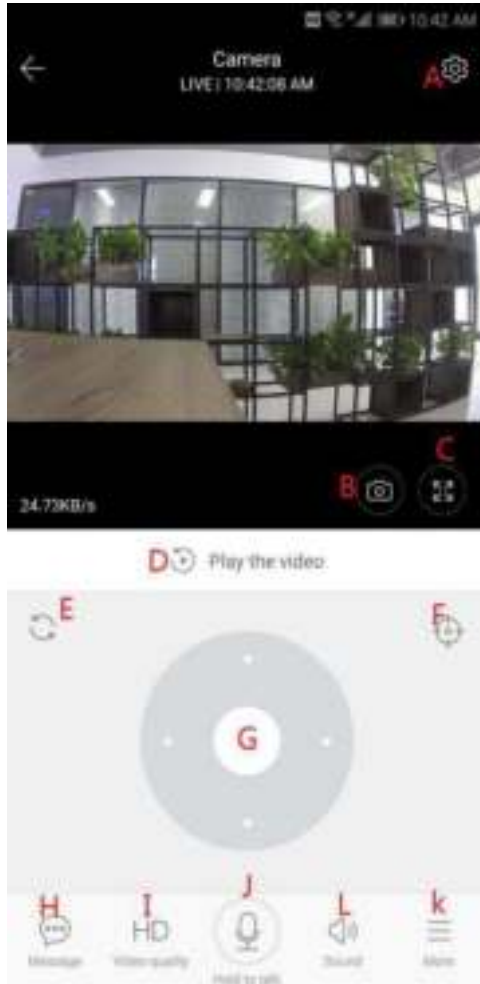 10:42 AM
Camera
LIVE | 10:42:08 AM
A
C
B
24.73KB/s
D Play the video
E
F
G
H I J L k
HD
Message Video quality Hold to talk Sound More